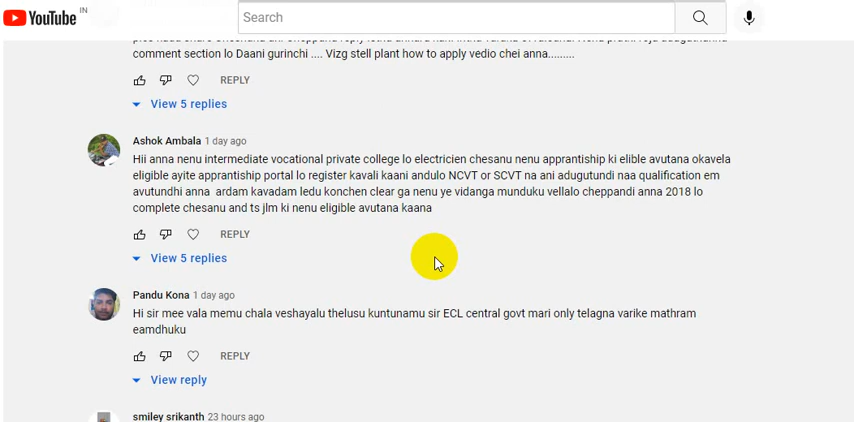 YouTube IN
Search
comment section lo Daani gurinchi .... Vizg stell plant how to apply vedio chei anna.........
REPLY
View 5 replies
Ashok Ambala 1 day ago
Hii anna nenu intermediate vocational private college lo electricien chesanu nenu apprantiship ki elible avutana okavela
eligible ayite apprantiship portal lo register kavali kaani andulo NCVT or SCVT na ani adugutundi naa qualification em
avutundhi anna ardam kavadam ledu konchen clear ga nenu ye vidanga munduku vellalo cheppandi anna 2018 lo
complete chesanu and ts jlm ki nenu eligible avutana kaana
REPLY
View 5 replies
Pandu Kona 1 day ago
Hi sir mee vala memu chala veshayalu thelusu kuntunamu sir ECL central govt mari only telagna varike mathram
eamdhuku
REPLY
View reply
smiley srikanth 23 hours ago